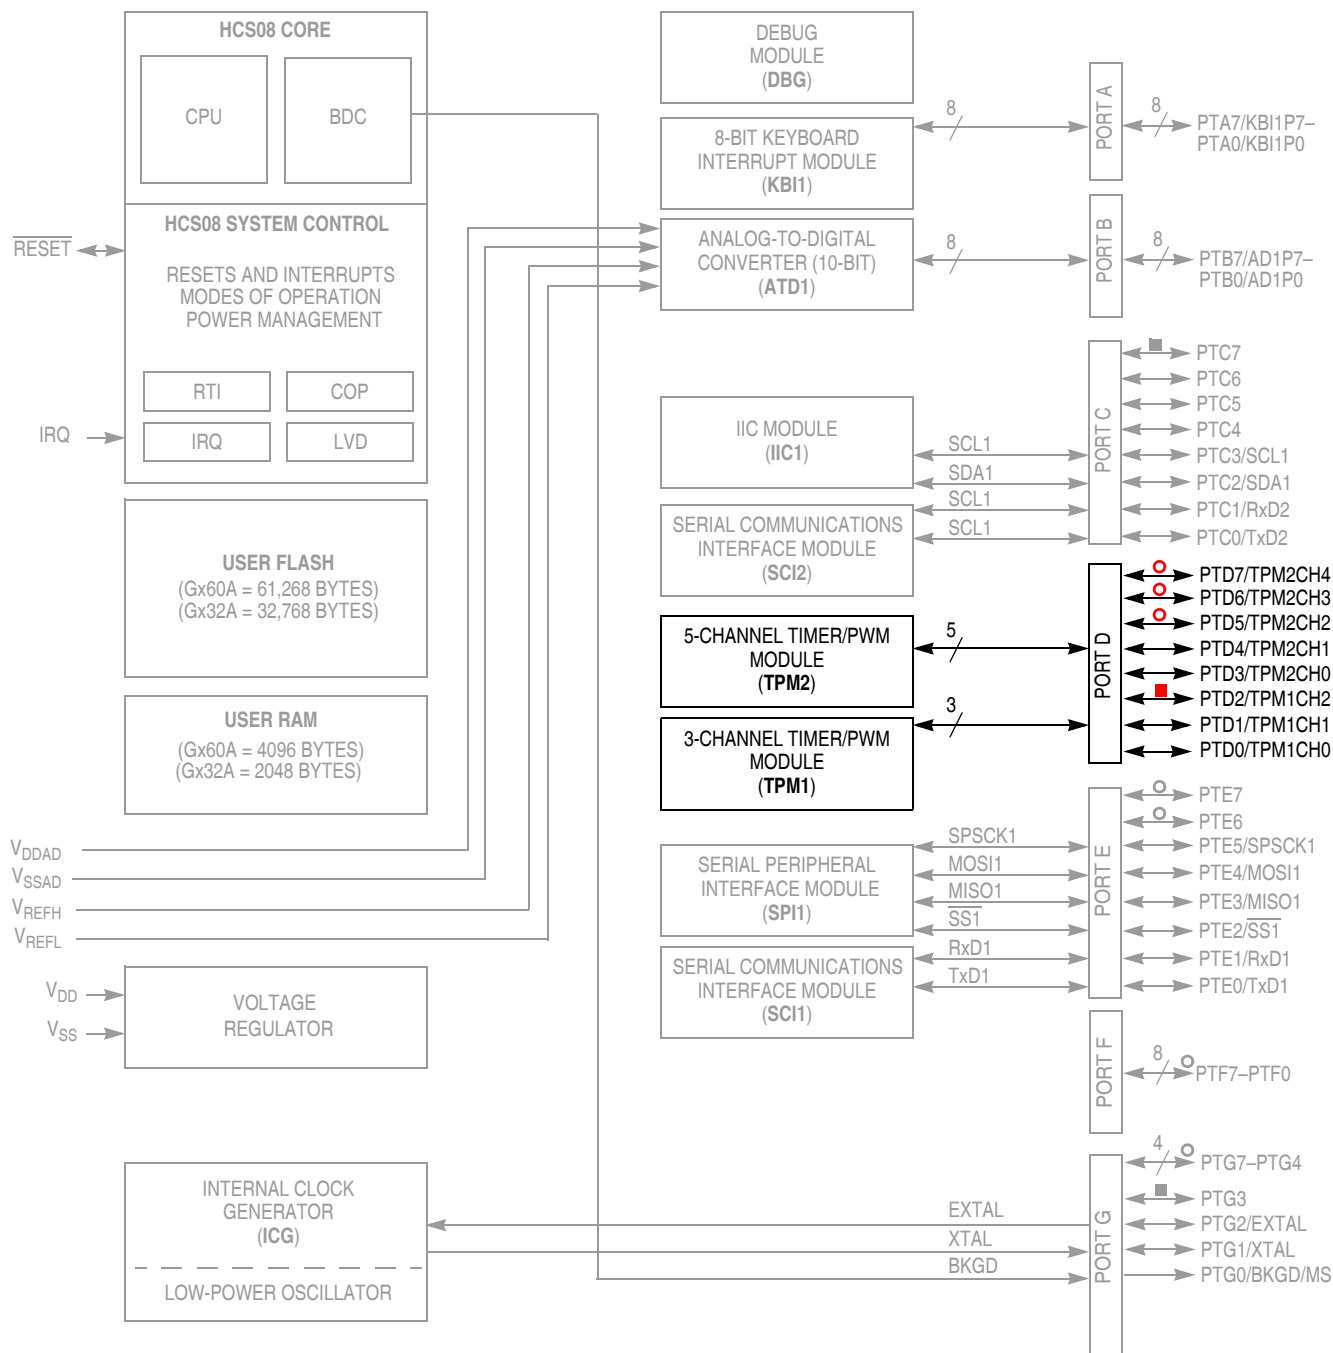 HCS08 CORE
CPU
BDC
HCS08 SYSTEM CONTROL
RESETS AND INTERRUPTS
MODES OF OPERATION
POWER MANAGEMENT
RTI
COP
IRQ
LVD
RESET
IRQ
USER FLASH
(Gx60A = 61,268 BYTES)
(Gx32A = 32,768 BYTES)
USER RAM
(Gx60A = 4096 BYTES)
(Gx32A = 2048 BYTES)
VDDAD
VSSAD
VREFH
VREFL
VDD
VSS
VOLTAGE
REGULATOR
INTERNAL CLOCK
GENERATOR
(ICG)
LOW-POWER OSCILLATOR
DEBUG
MODULE
(DBG)
8-BIT KEYBOARD
INTERRUPT MODULE
(KBI1)
8
PORT A
8
PTA7/KBI1P7–
PTA0/KBI1P0
ANALOG-TO-DIGITAL
CONVERTER (10-BIT)
(ATD1)
8
PORT B
8
PTB7/AD1P7–
PTB0/AD1P0
IIC MODULE
(IIC1)
SCL1
SDA1
SERIAL COMMUNICATIONS
INTERFACE MODULE
(SCI2)
SCL1
SCL1
PORT C
PTC7
PTC6
PTC5
PTC4
PTC3/SCL1
PTC2/SDA1
PTC1/RxD2
PTC0/TxD2
5-CHANNEL TIMER/PWM
MODULE
(TPM2)
5
3-CHANNEL TIMER/PWM
MODULE
(TPM1)
3
PORT D
PTD7/TPM2CH4
PTD6/TPM2CH3
PTD5/TPM2CH2
PTD4/TPM2CH1
PTD3/TPM2CH0
PTD2/TPM1CH2
PTD1/TPM1CH1
PTD0/TPM1CH0
SERIAL PERIPHERAL
INTERFACE MODULE
(SPI1)
SPSCK1
MOSI1
MISO1
SS1
SERIAL COMMUNICATIONS
INTERFACE MODULE
(SCI1)
RxD1
TxD1
PORT E
PTE7
PTE6
PTE5/SPSCK1
PTE4/MOSI1
PTE3/MISO1
PTE2/SS1
PTE1/RxD1
PTE0/TxD1
PORT F
8
PTF7–PTF0
EXTAL
XTAL
BKGD
PORT G
4
PTG7–PTG4
PTG3
PTG2/EXTAL
PTG1/XTAL
PTG0/BKGD/MS